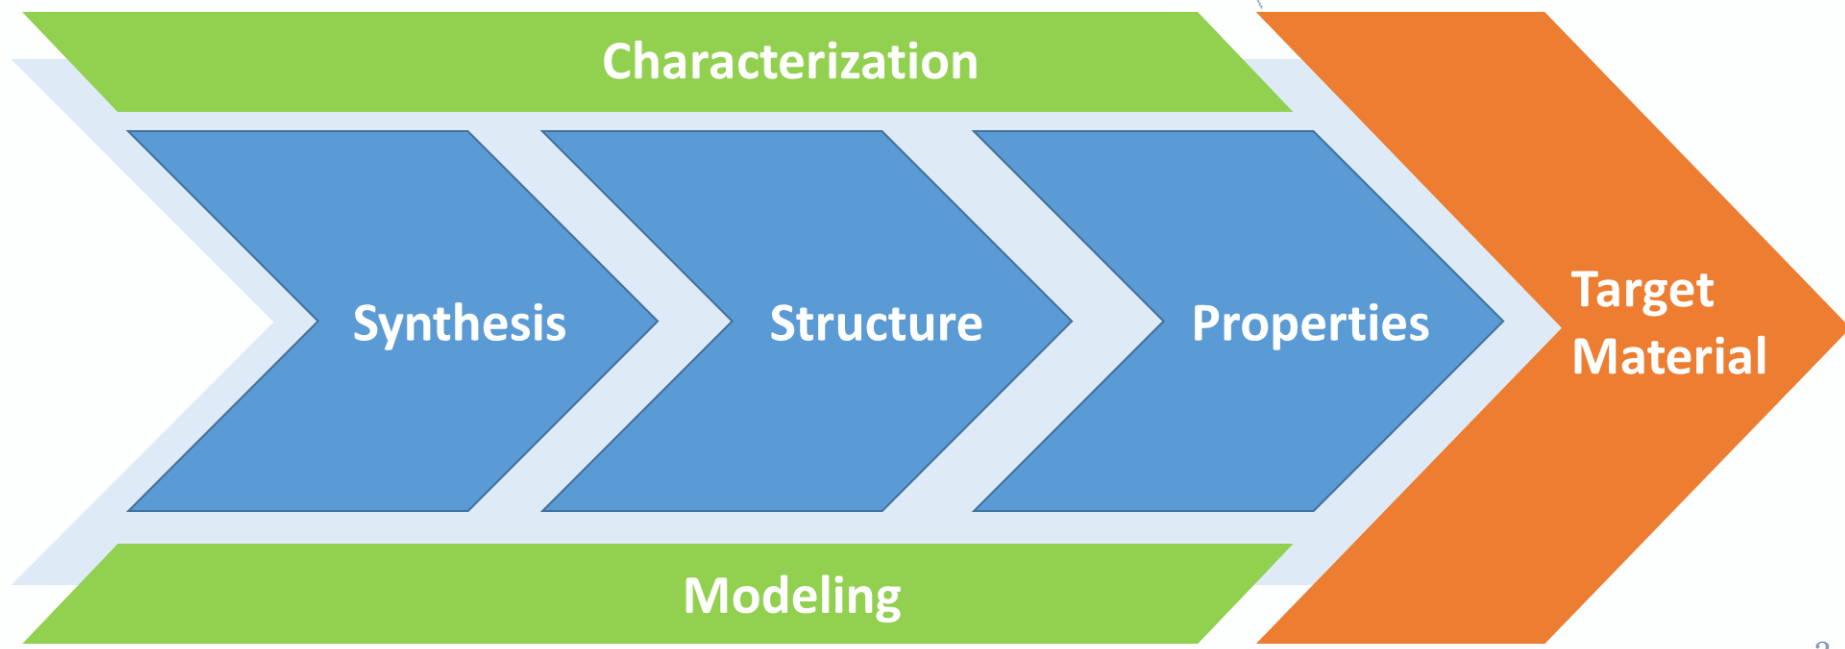 Characterization
Synthesis
Structure
Properties
Target
Material
Modeling